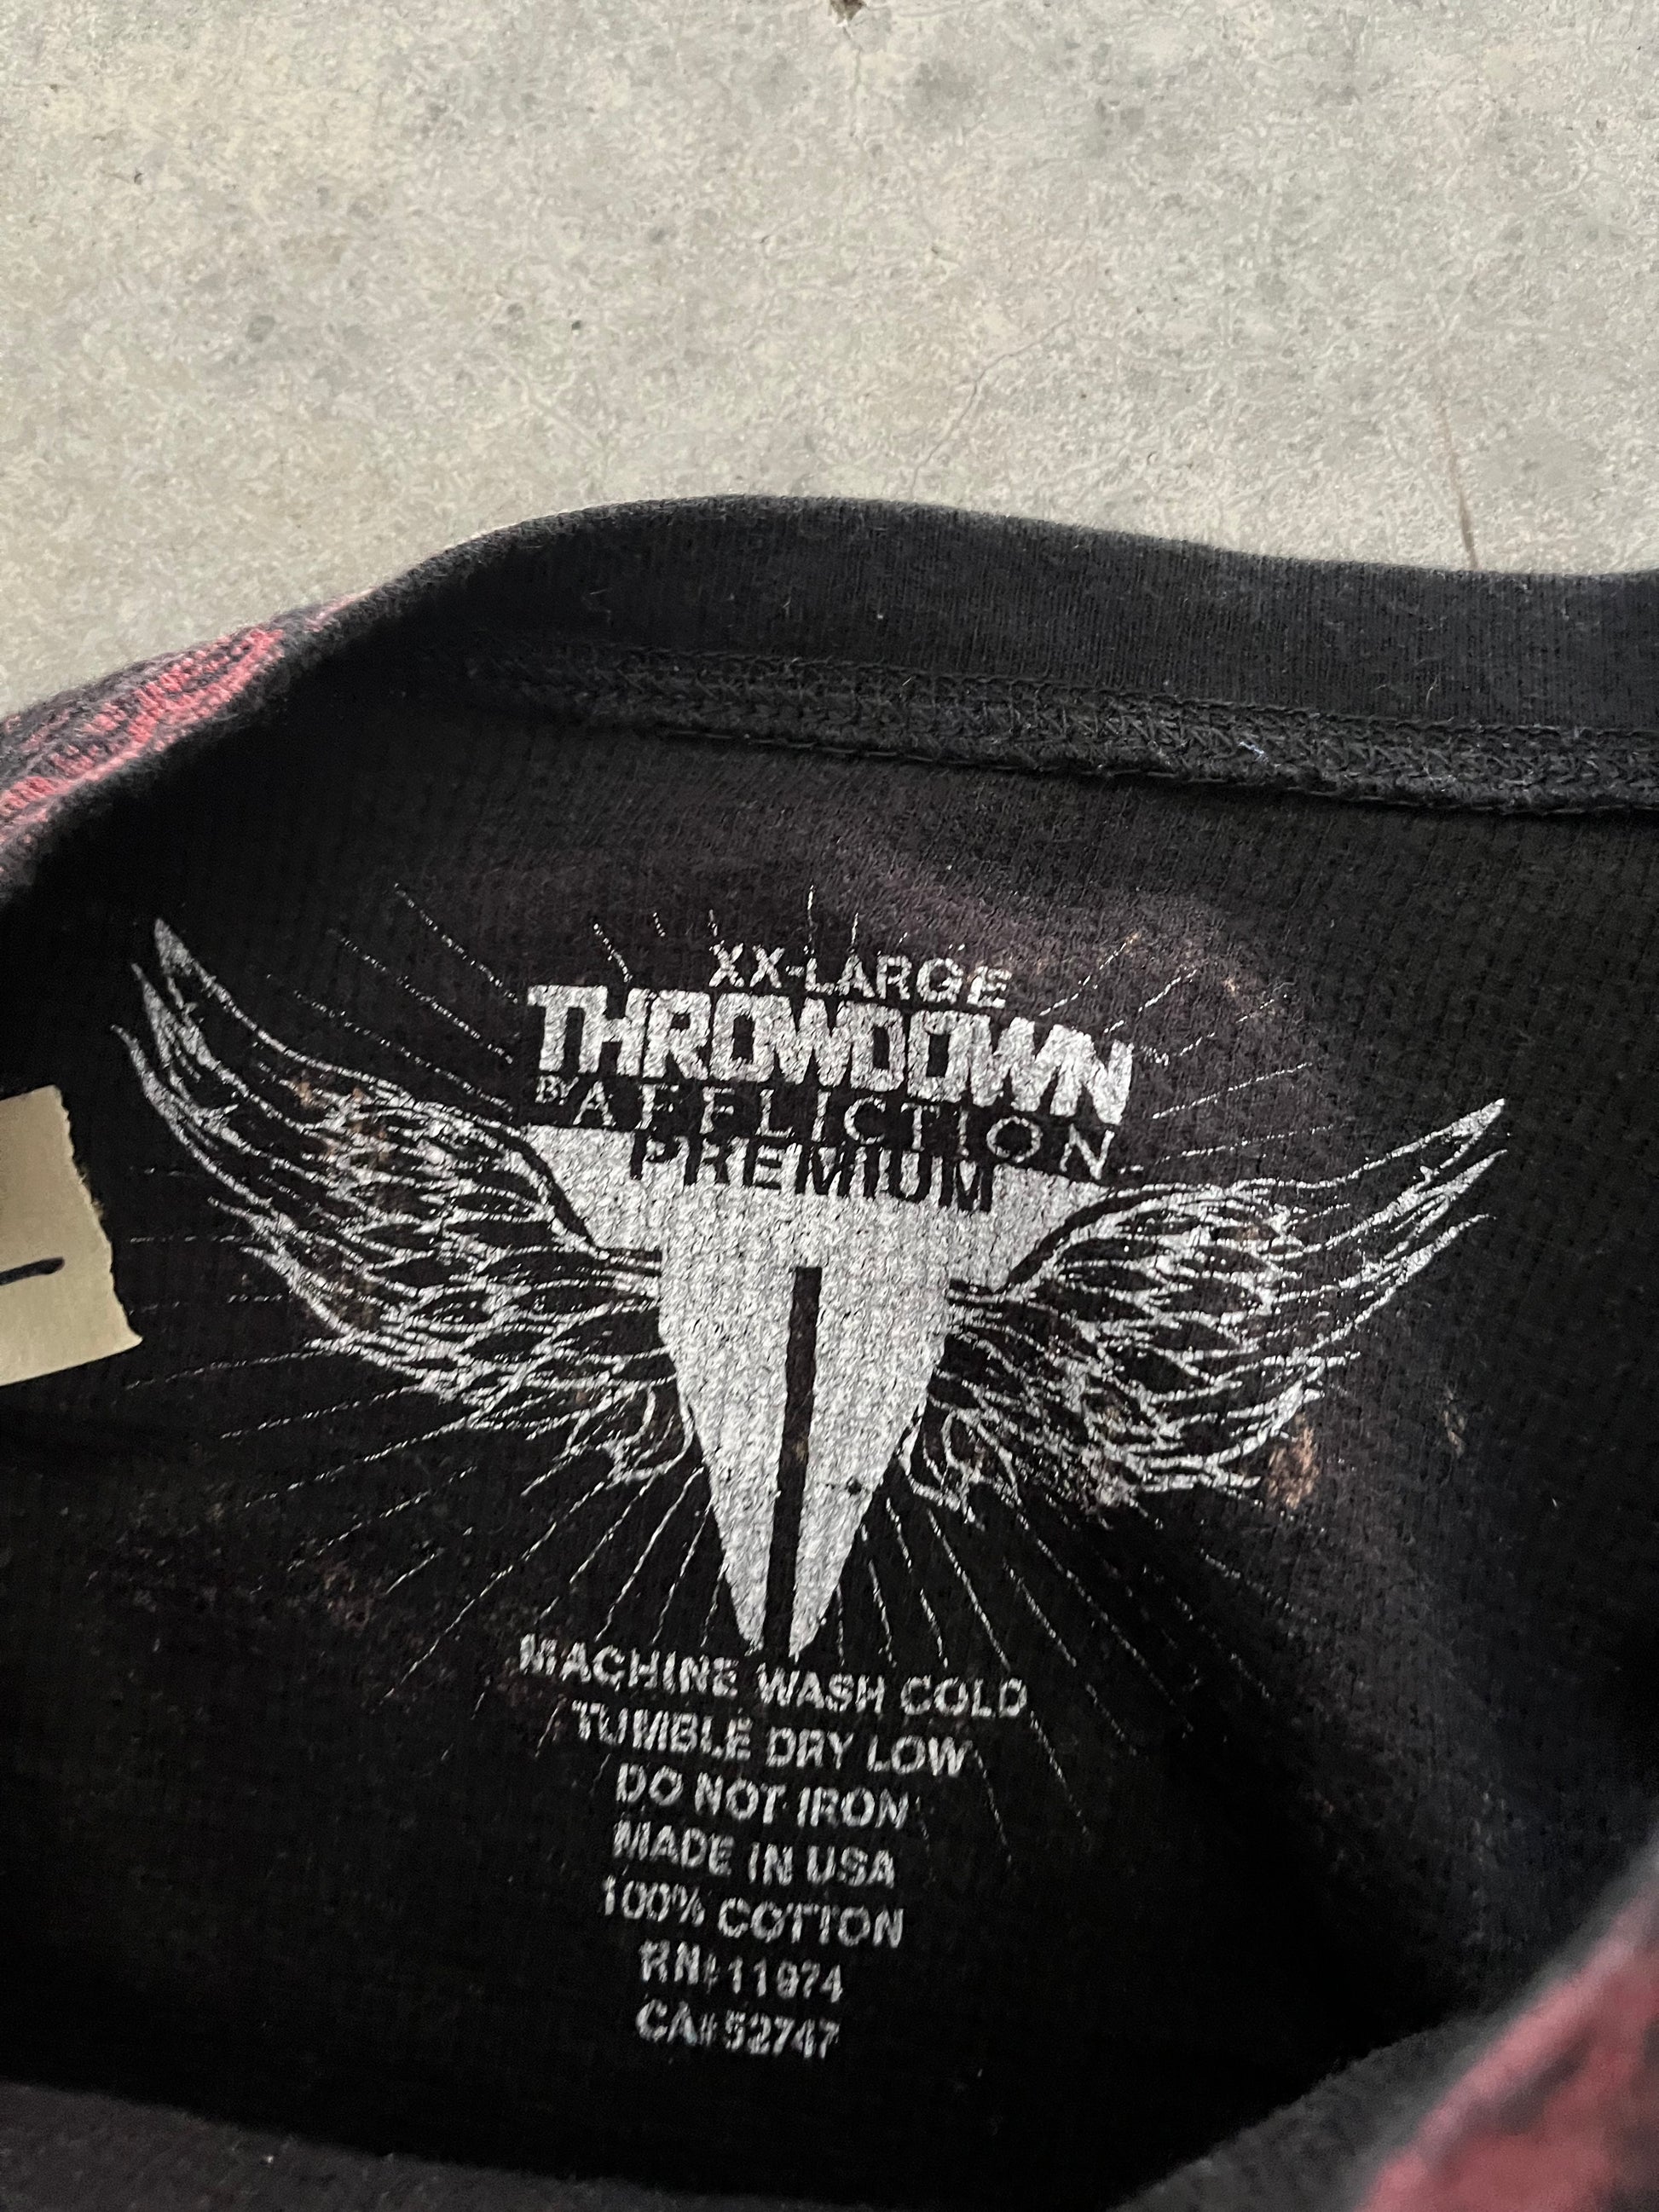 XX-LARGE
THROWDOWN
BY AFFLICTION
PREMIUM
MACHINE WASH COLD
TUMBLE DRY LOW
DO NOT IRON
MADE IN USA
100% COTTON
RN#11974
CA#52747